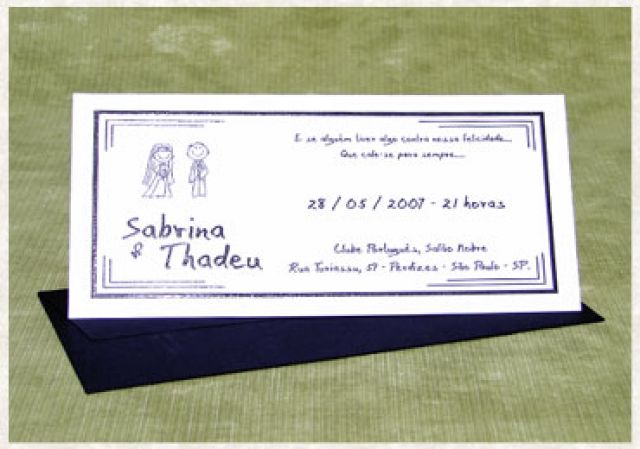 E se alguém tiver algo contra nossa felicidade...
Que cale-se para sempre...
28 / 05 / 2007 - 21 horas
Sabrina
& Thadeu
Clube Português, Salão Nobre
Rua Turiassu, 59 - Perdizes - São Paulo - SP.